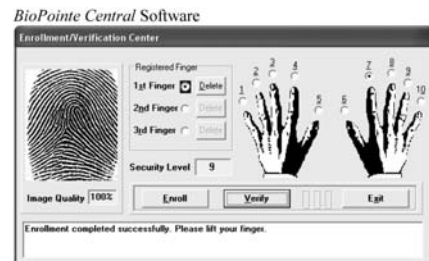 BioPointe Central Software
Enrollment/Verification Center
Registered Finger
1st Finger Delete
2nd Finger Delete
3rd Finger Delete
Security Level 9
1 2 3 4 5 6 7 8 9 10
Image Quality 100%
Enroll Verify Exit
Enrollment completed successfully. Please lift your finger.